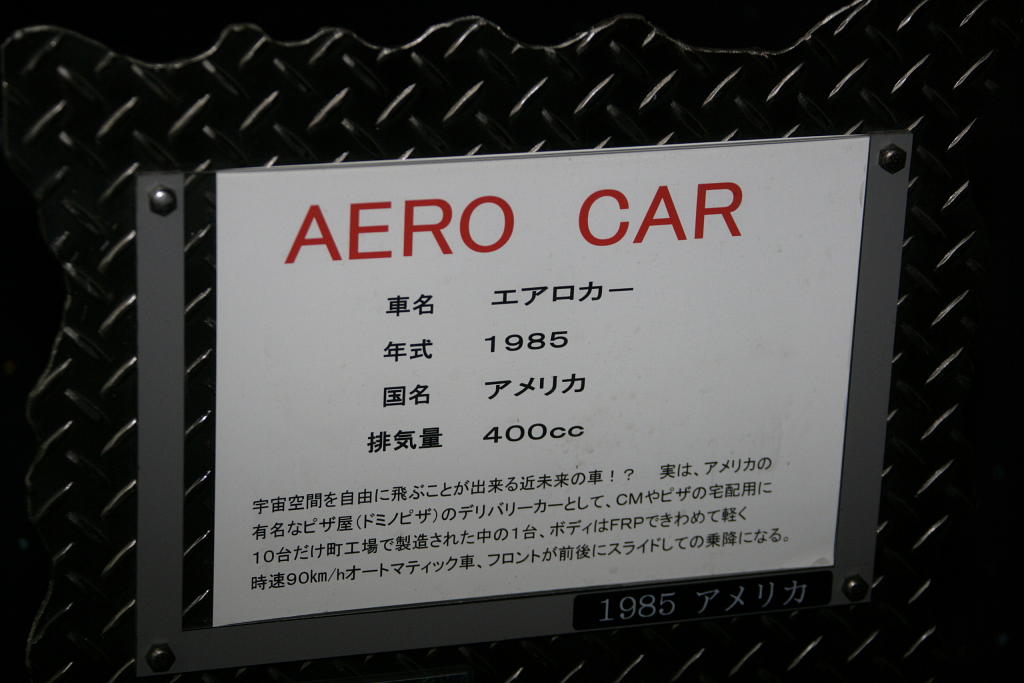 AERO CAR
車名 エアロカー
年式 1985
国名 アメリカ
排気量 400cc
宇宙空間を自由に飛ぶことが出来る近未来の車！？ 実は、アメリカの
有名なピザ屋(ドミノピザ)のデリバリーカーとして、CMやピザの宅配用に
10台だけ町工場で製造された中の1台、ボディはFRPできわめて軽く
時速90km/hオートマティック車、フロントが前後にスライドしての乗降になる。
1985 アメリカ